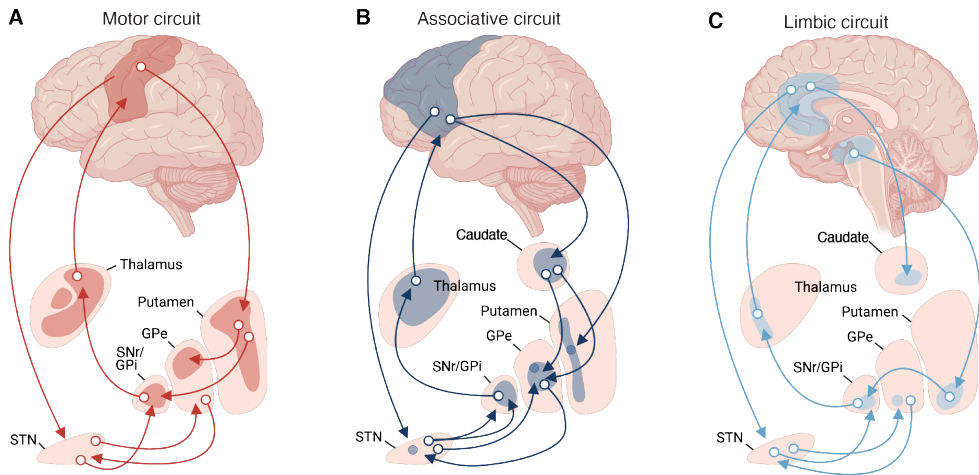 A
Motor circuit
Thalamus
Putamen
GPe
SNr/
GPi
STN
B
Associative circuit
Caudate
Thalamus
Putamen
GPe
SNr/GPi
STN
C
Limbic circuit
Caudate
Thalamus
Putamen
GPe
SNr/GPi
STN